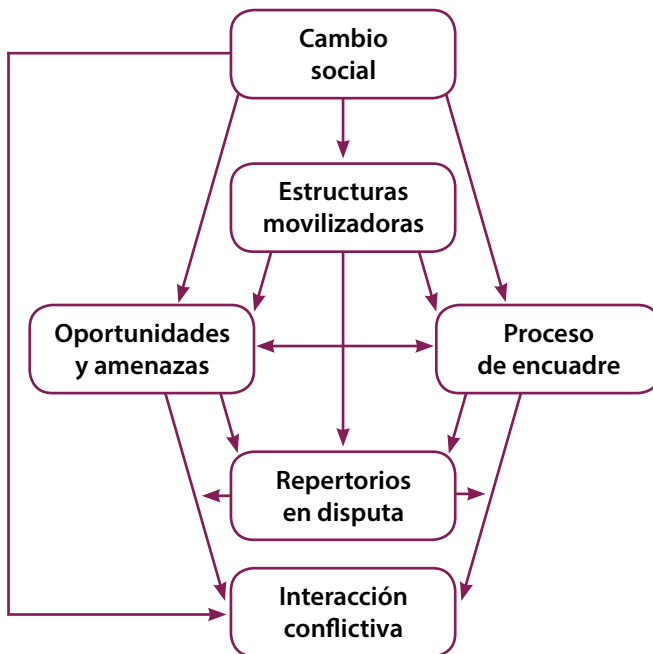 Cambio
social
Estructuras
movilizadoras
Oportunidades
y amenazas
Proceso
de encuadre
Repertorios
en disputa
Interacción
conflictiva